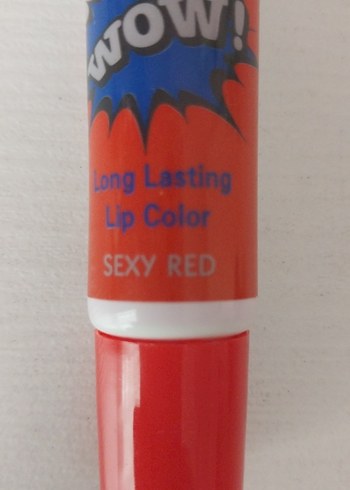 WOW!
Long Lasting
Lip Color
SEXY RED